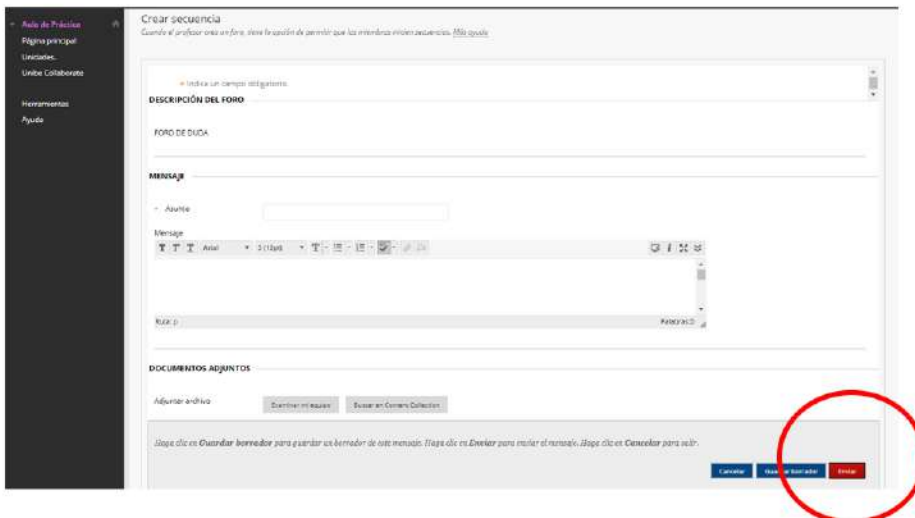 Aula de Práctica
Página principal
Unidades.
Unibe Collaborate
Herramientas
Ayuda
Crear secuencia
Cuando el profesor crea un foro, tiene la opción de permitir que los miembros inicien secuencias. Más ayuda
Indica un campo obligatorio.
DESCRIPCIÓN DEL FORO
FORO DE DUDA
MENSAJE
Asunto
Mensaje
T T T Arial 3 (12pt) T
Ruta: p
Palabras:0
DOCUMENTOS ADJUNTOS
Adjuntar archivo
Examinar mi equipo
Buscar en Content Collection
Haga clic en Guardar borrador para guardar un borrador de este mensaje. Haga clic en Enviar para enviar el mensaje. Haga clic en Cancelar para salir.
Cancelar
Guardar borrador
Enviar